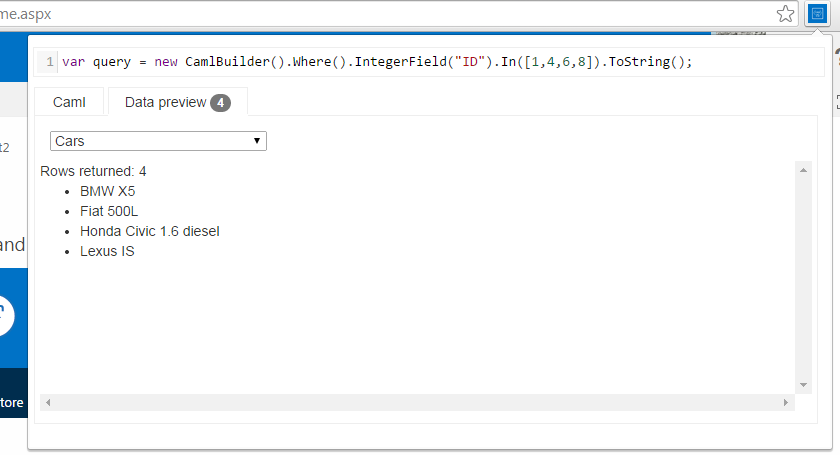 me.aspx
1 var query = new CamlBuilder().Where().IntegerField("ID").In([1,4,6,8]).ToString();
Caml
Data preview 4
t2
Cars
Rows returned: 4
• BMW X5
• Fiat 500L
• Honda Civic 1.6 diesel
• Lexus IS
and
tore